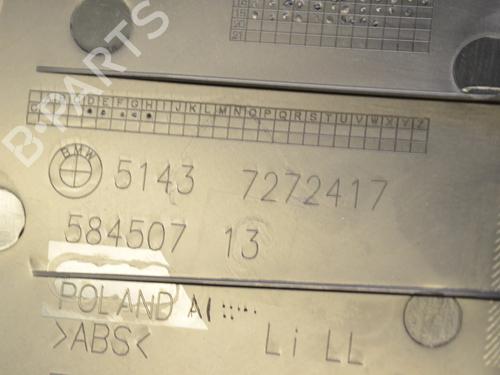 B-PARTS
BMW 5143 7272417
584507 13
POLAND
>ABS< Li LL